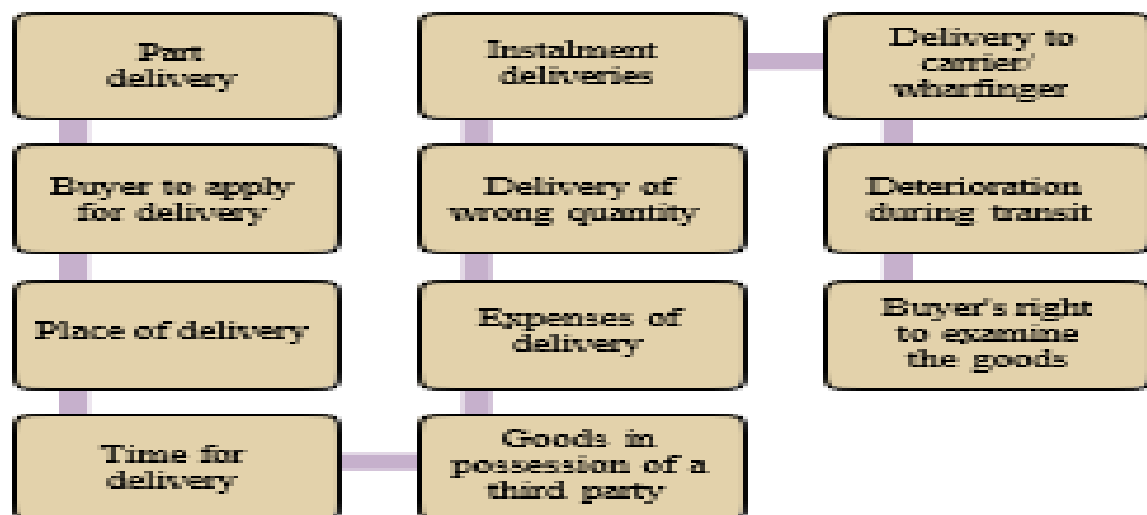 Part
delivery
Buyer to apply
for delivery
Place of delivery
Time for
delivery
Goods in
possession of a
third party
Expenses of
delivery
Delivery of
wrong quantity
Instalment
deliveries
Delivery to
carrier/
wharfinger
Deterioration
during transit
Buyer's right
to examine
the goods